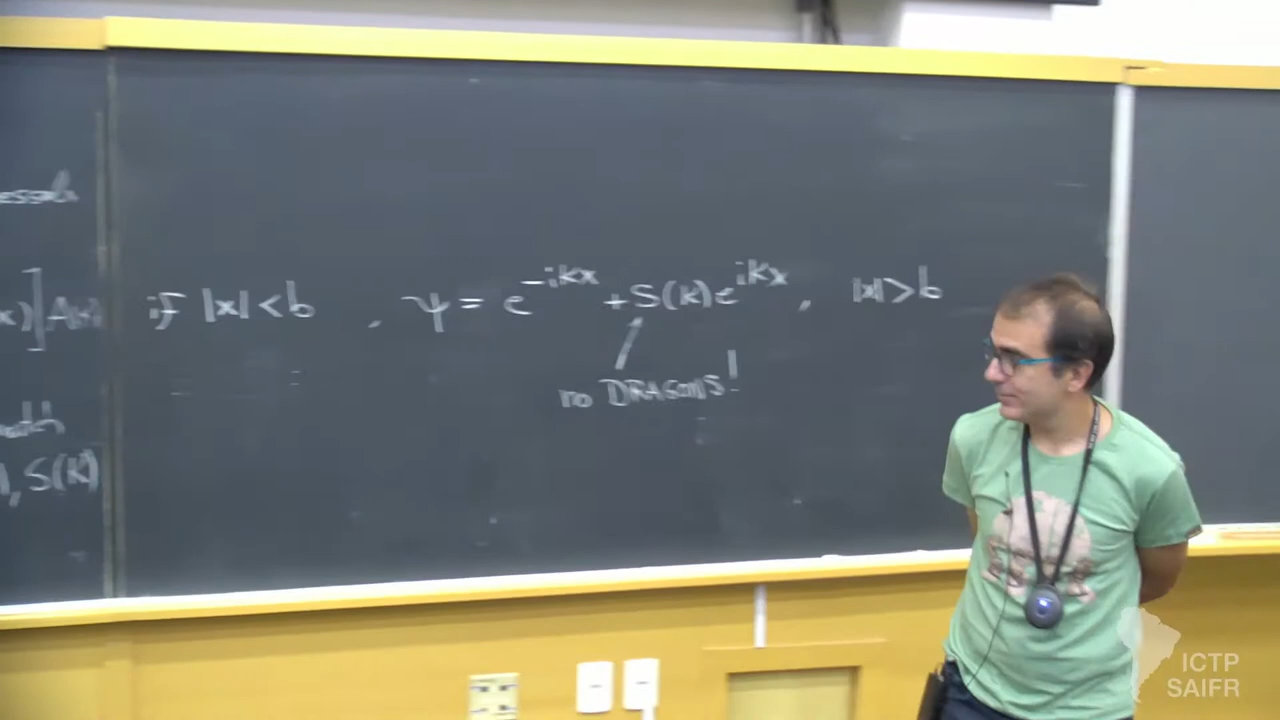 if |x| < b , ψ = e^{-ikx} + S(k) e^{ikx} , |x| > b
no DRAGONS!
, S(k)
ICTP
SAIFR